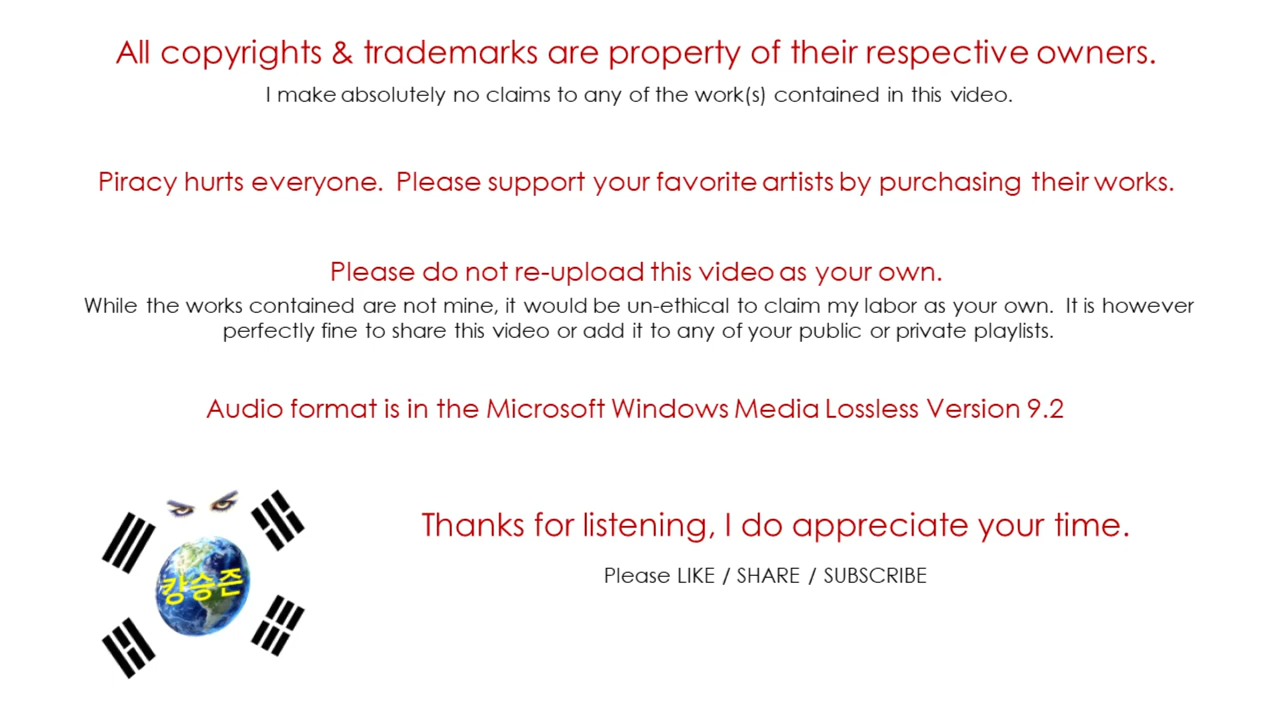 All copyrights & trademarks are property of their respective owners.
I make absolutely no claims to any of the work(s) contained in this video.
Piracy hurts everyone. Please support your favorite artists by purchasing their works.
Please do not re-upload this video as your own.
While the works contained are not mine, it would be un-ethical to claim my labor as your own. It is however
perfectly fine to share this video or add it to any of your public or private playlists.
Audio format is in the Microsoft Windows Media Lossless Version 9.2
Thanks for listening, I do appreciate your time.
Please LIKE / SHARE / SUBSCRIBE
캉승즌